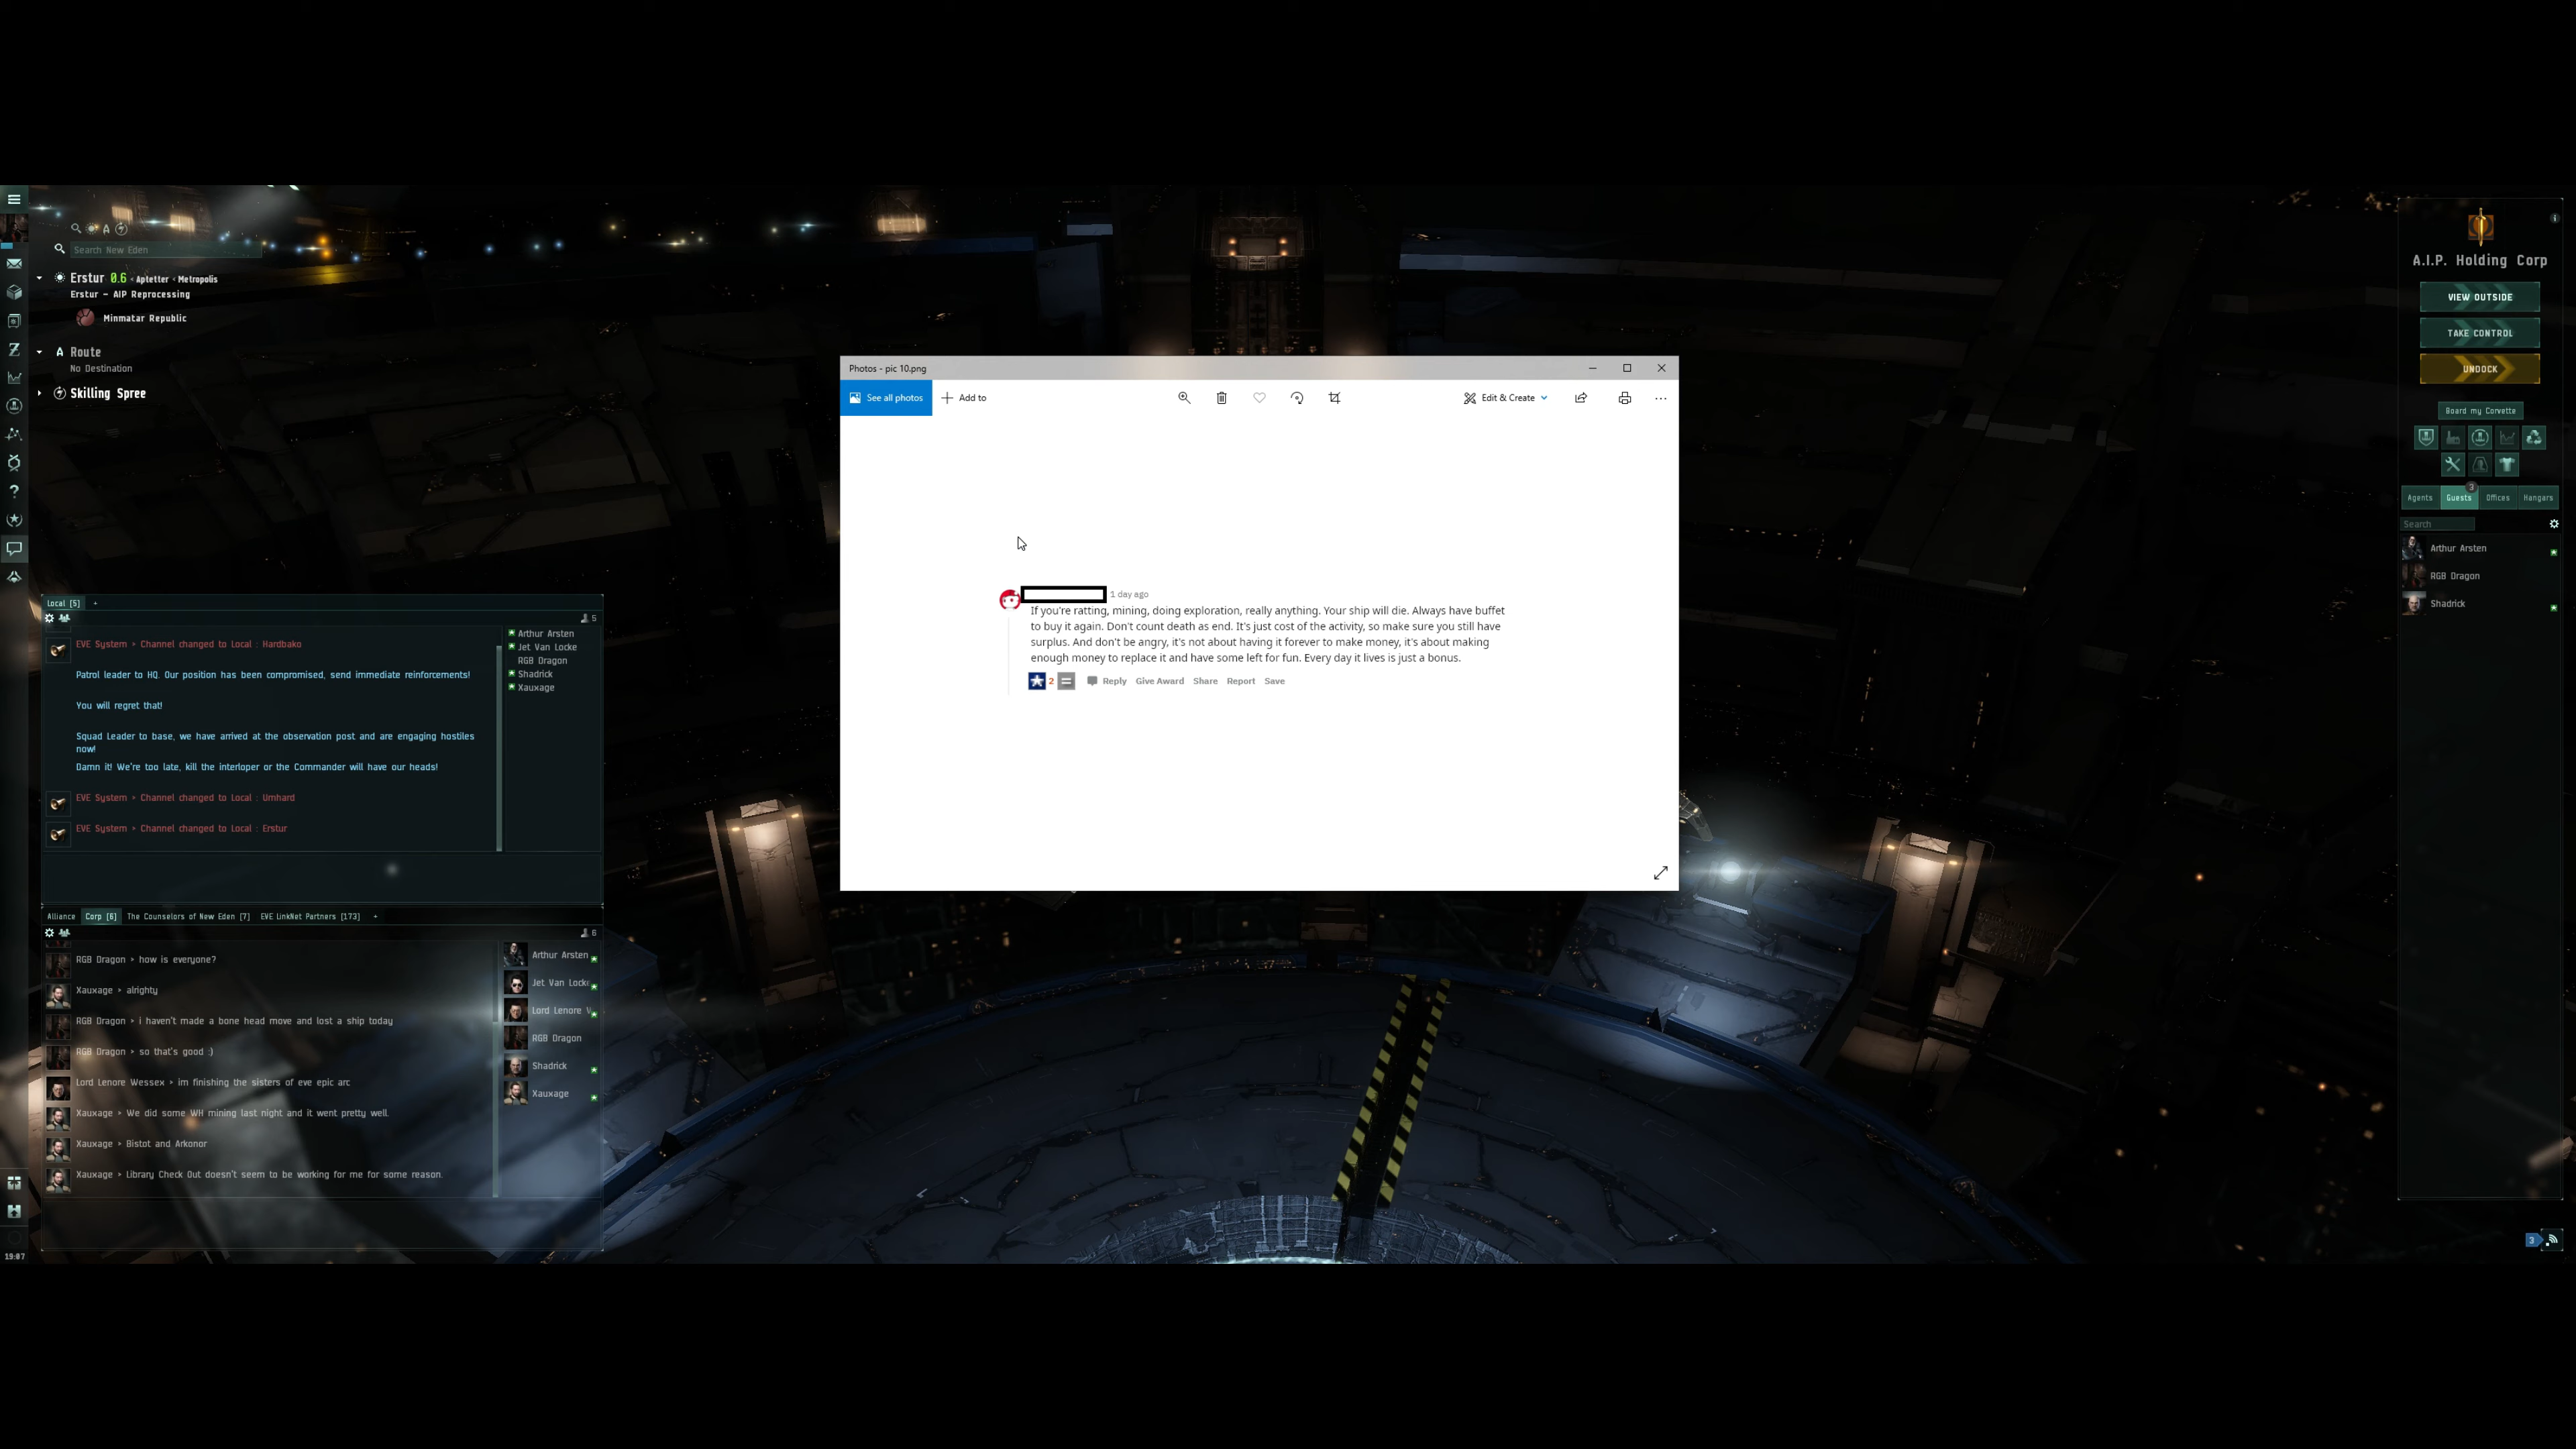 Search New Eden
Erstur 0.6 < Aptetter < Metropolis
Erstur - AIP Reprocessing
Minmatar Republic
A Route
No Destination
Skilling Spree
Local [5] +
5
EVE System > Channel changed to Local : Hardbako
Patrol leader to HQ. Our position has been compromised, send immediate reinforcements!
You will regret that!
Squad Leader to base, we have arrived at the observation post and are engaging hostiles
now!
Damn it! We're too late, kill the interloper or the Commander will have our heads!
EVE System > Channel changed to Local : Umhard
EVE System > Channel changed to Local : Erstur
Arthur Arsten
Jet Van Locke
RGB Dragon
Shadrick
Xauxage
Alliance Corp [6] The Counselors of New Eden [7] EVE LinkNet Partners [173] +
6
RGB Dragon > how is everyone?
Xauxage > alrighty
RGB Dragon > i haven't made a bone head move and lost a ship today
RGB Dragon > so that's good :)
Lord Lenore Wessex > im finishing the sisters of eve epic arc
Xauxage > We did some WH mining last night and it went pretty well.
Xauxage > Bistot and Arkonor
Xauxage > Library Check Out doesn't seem to be working for me for some reason.
Arthur Arsten
Jet Van Locke
Lord Lenore W
RGB Dragon
Shadrick
Xauxage
19:07
Photos - pic 10.png
See all photos
Add to
Edit & Create
1 day ago
If you're ratting, mining, doing exploration, really anything. Your ship will die. Always have buffet
to buy it again. Don't count death as end. It's just cost of the activity, so make sure you still have
surplus. And don't be angry, it's not about having it forever to make money, it's about making
enough money to replace it and have some left for fun. Every day it lives is just a bonus.
2 Reply Give Award Share Report Save
A.I.P. Holding Corp
VIEW OUTSIDE
TAKE CONTROL
UNDOCK
Board my Corvette
3
Agents Guests Offices Hangars
Search
Arthur Arsten
RGB Dragon
Shadrick
3